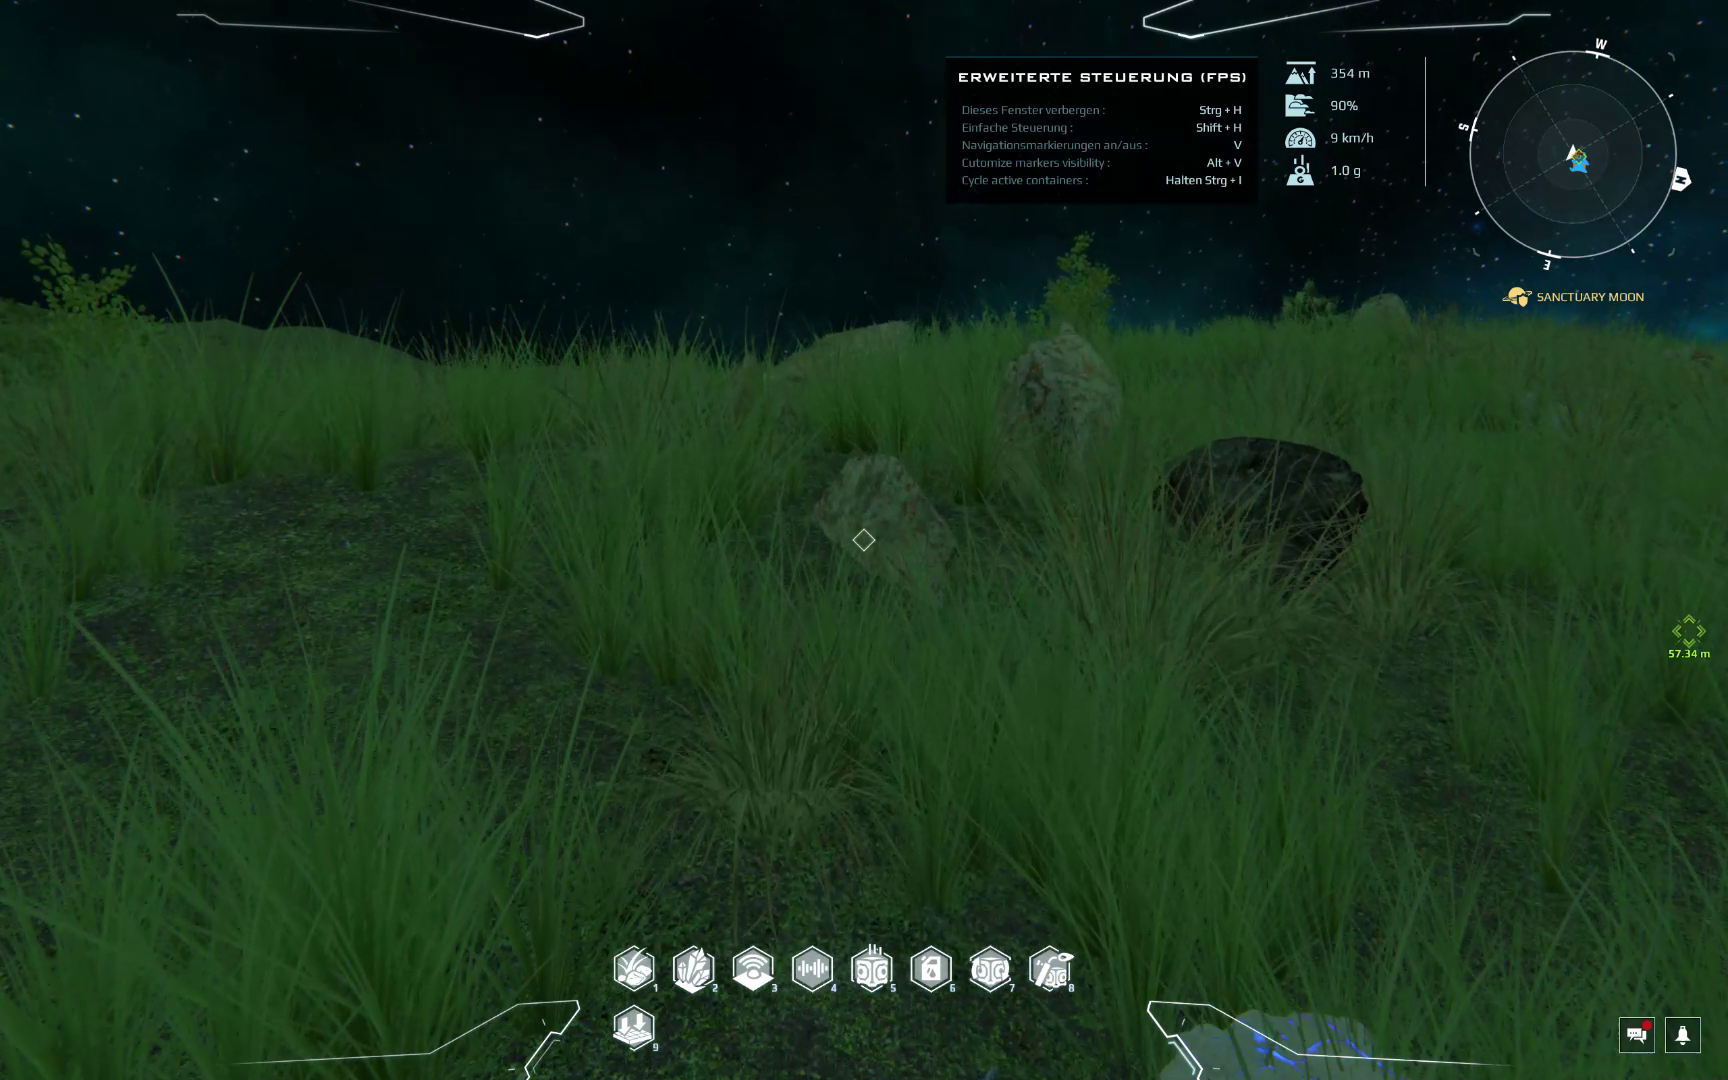 ERWEITERTE STEUERUNG (FPS)
Dieses Fenster verbergen : Strg + H
Einfache Steuerung : Shift + H
Navigationsmarkierungen an/aus : V
Cutomize markers visibility : Alt + V
Cycle active containers : Halten Strg + I
354 m
90%
9 km/h
1.0 g
G
W
S
N
E
SANCTUARY MOON
57.34 m
1
2
3
4
5
6
7
8
9